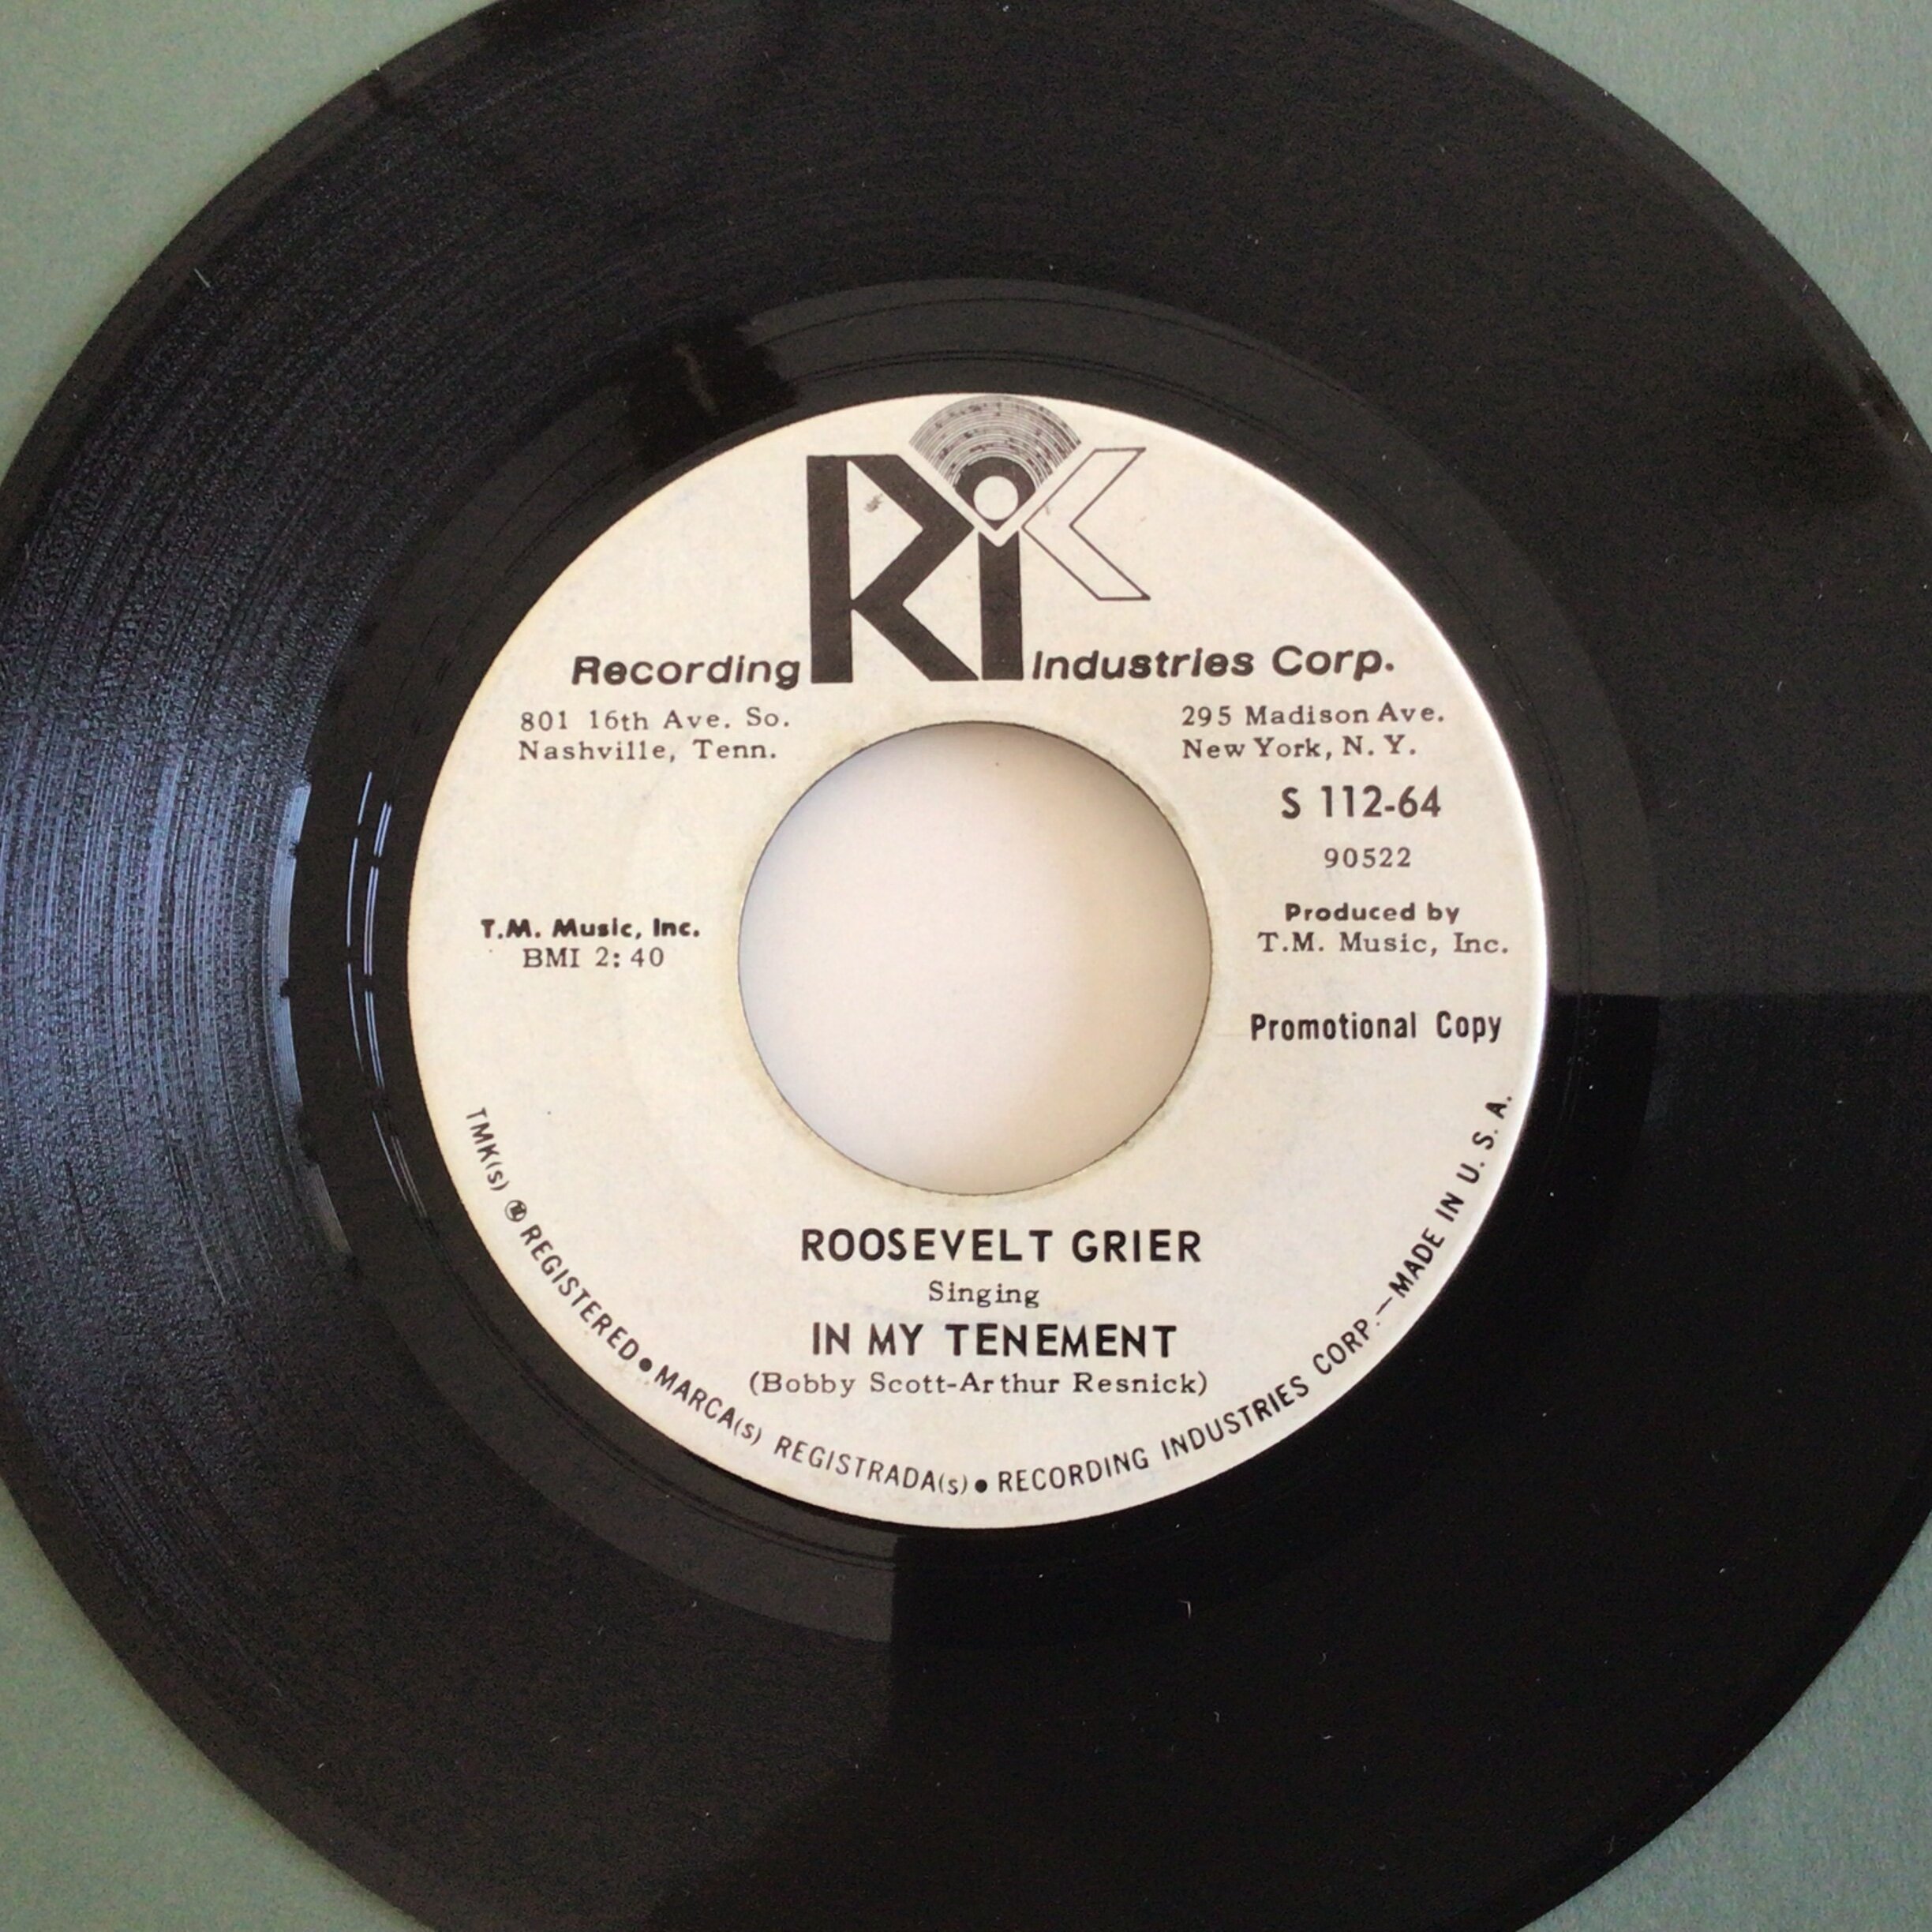 RIC
Recording Industries Corp.
801 16th Ave. So.
Nashville, Tenn.
295 Madison Ave.
New York, N. Y.
S 112-64
90522
T.M. Music, Inc.
BMI 2:40
Produced by
T.M. Music, Inc.
Promotional Copy
ROOSEVELT GRIER
Singing
IN MY TENEMENT
(Bobby Scott-Arthur Resnick)
TMK(s) ® REGISTERED • MARCA(s) REGISTRADA(s) • RECORDING INDUSTRIES CORP. — MADE IN U. S. A.